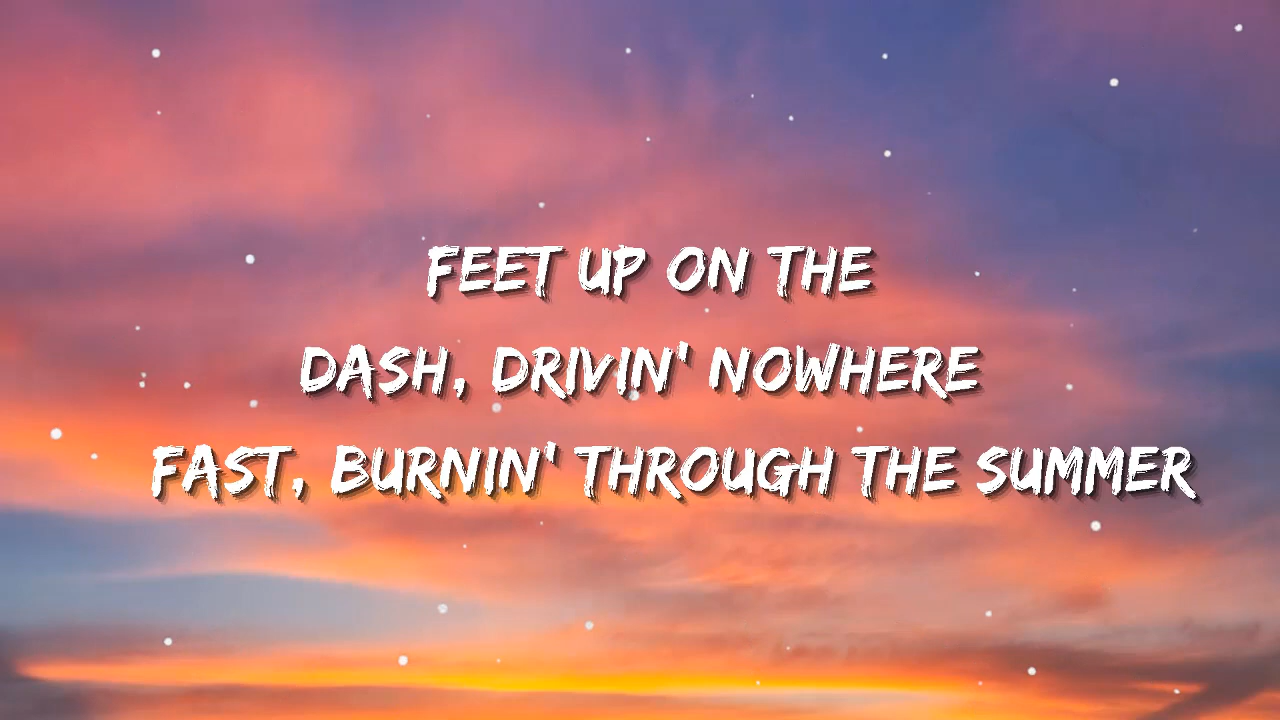 FEET UP ON THE
DASH, DRIVIN' NOWHERE
FAST, BURNIN' THROUGH THE SUMMER